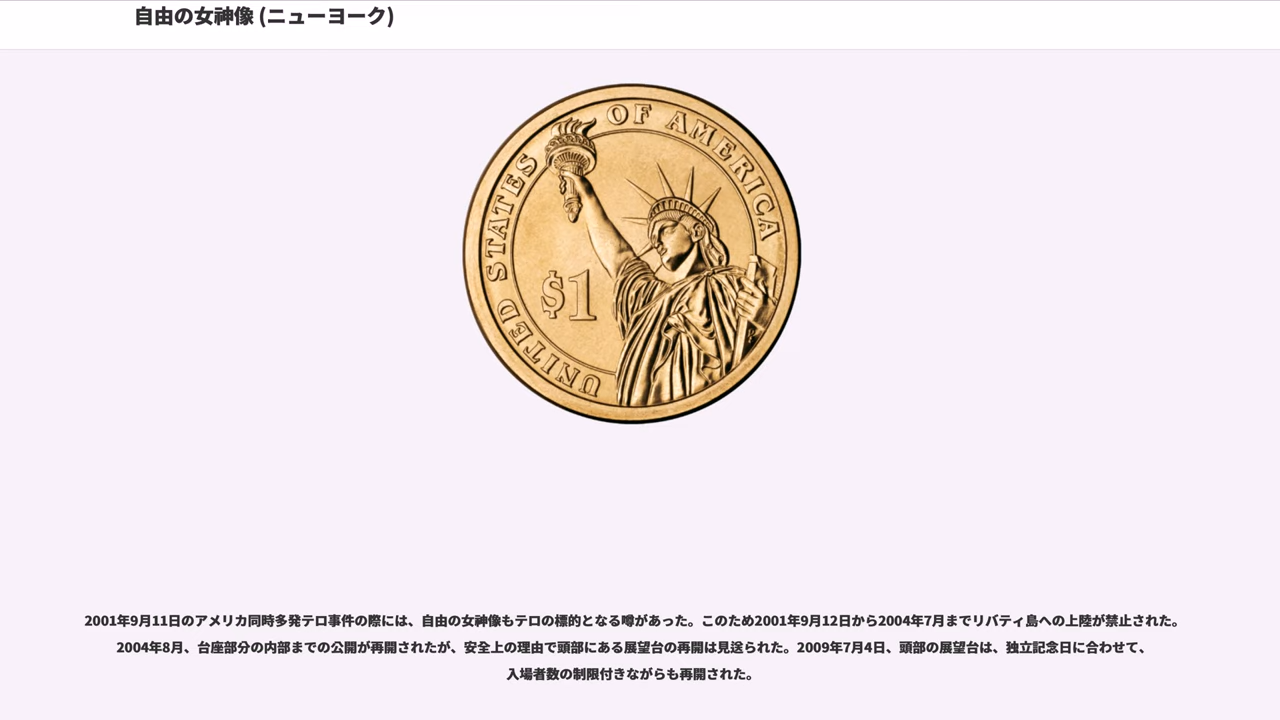 自由の女神像 (ニューヨーク)
UNITED STATES OF AMERICA
$1
2001年9月11日のアメリカ同時多発テロ事件の際には、自由の女神像もテロの標的となる噂があった。このため2001年9月12日から2004年7月までリバティ島への上陸が禁止された。
2004年8月、台座部分の内部までの公開が再開されたが、安全上の理由で頭部にある展望台の再開は見送られた。2009年7月4日、頭部の展望台は、独立記念日に合わせて、
入場者数の制限付きながらも再開された。